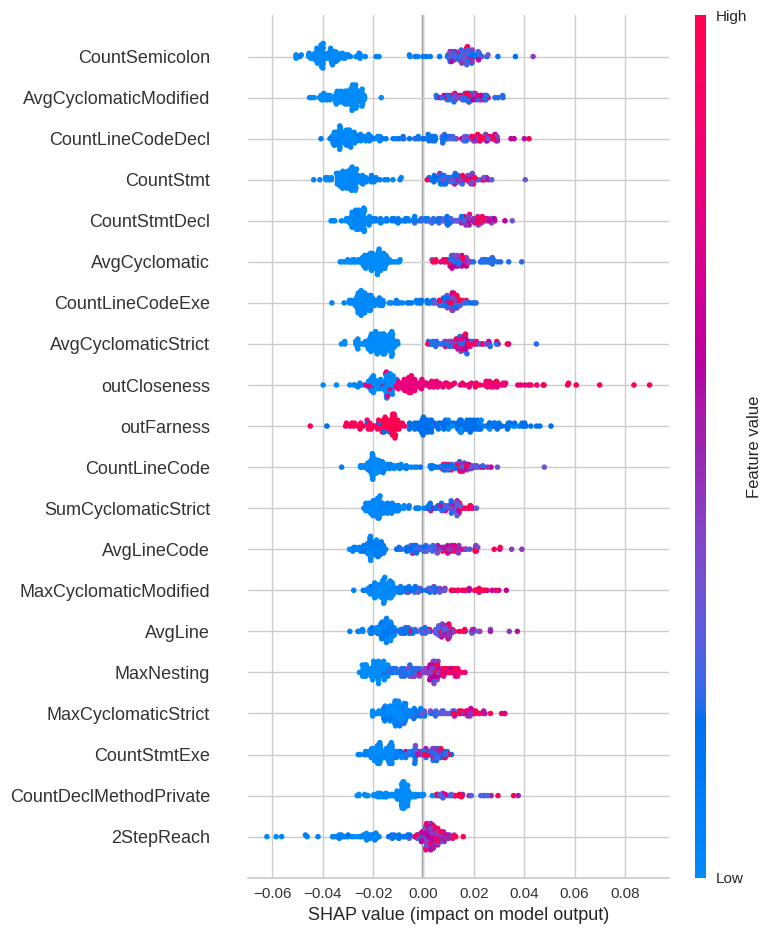 High
CountSemicolon
AvgCyclomaticModified
CountLineCodeDecl
CountStmt
CountStmtDecl
AvgCyclomatic
CountLineCodeExe
AvgCyclomaticStrict
outCloseness
outFarness
CountLineCode
SumCyclomaticStrict
AvgLineCode
MaxCyclomaticModified
AvgLine
MaxNesting
MaxCyclomaticStrict
CountStmtExe
CountDeclMethodPrivate
2StepReach
Feature value
Low
−0.06 −0.04 −0.02 0.00 0.02 0.04 0.06 0.08
SHAP value (impact on model output)